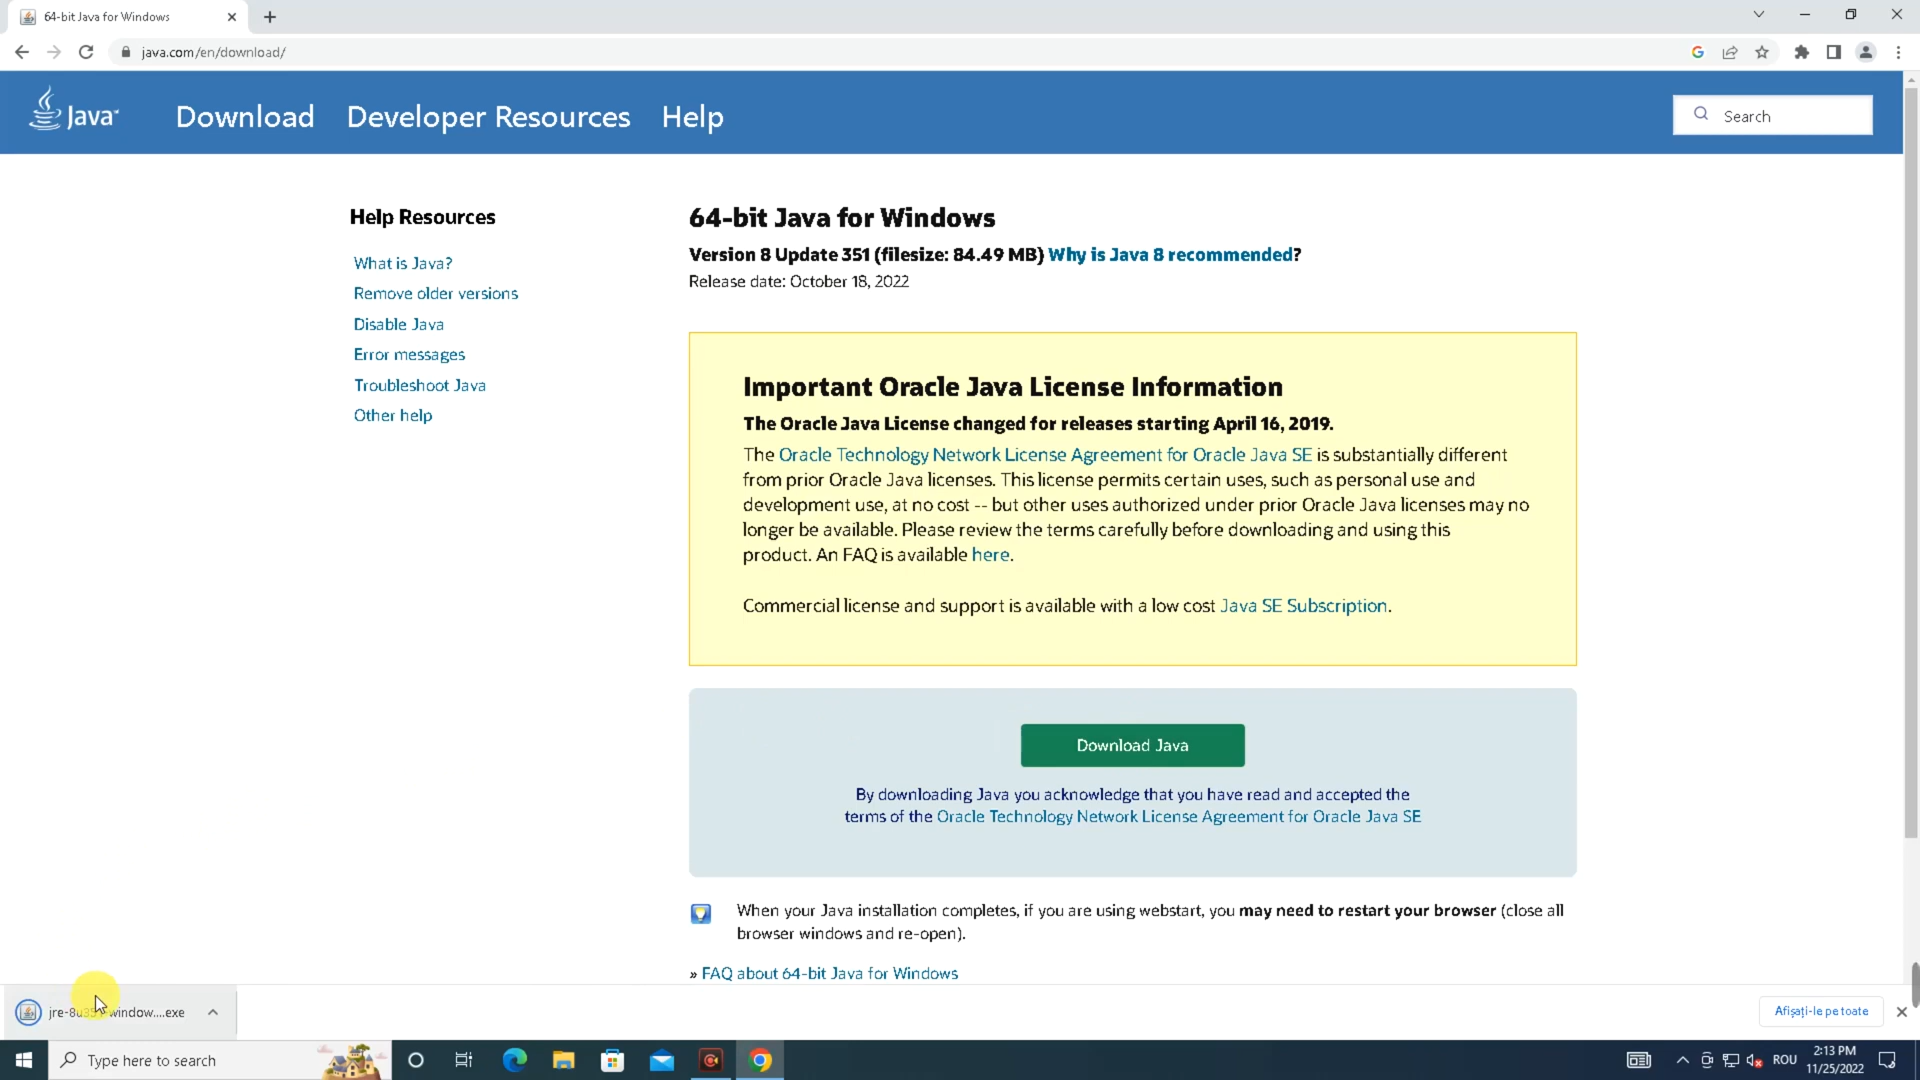 64-bit Java for Windows
java.com/en/download/
Java
Download
Developer Resources
Help
Search
Help Resources
What is Java?
Remove older versions
Disable Java
Error messages
Troubleshoot Java
Other help
64-bit Java for Windows
Version 8 Update 351 (filesize: 84.49 MB) Why is Java 8 recommended?
Release date: October 18, 2022
Important Oracle Java License Information
The Oracle Java License changed for releases starting April 16, 2019.
The Oracle Technology Network License Agreement for Oracle Java SE is substantially different
from prior Oracle Java licenses. This license permits certain uses, such as personal use and
development use, at no cost -- but other uses authorized under prior Oracle Java licenses may no
longer be available. Please review the terms carefully before downloading and using this
product. An FAQ is available here.
Commercial license and support is available with a low cost Java SE Subscription.
Download Java
By downloading Java you acknowledge that you have read and accepted the
terms of the Oracle Technology Network License Agreement for Oracle Java SE
When your Java installation completes, if you are using webstart, you may need to restart your browser (close all
browser windows and re-open).
» FAQ about 64-bit Java for Windows
window....exe
Afișați-le pe toate
Type here to search
ROU
2:13 PM
11/25/2022